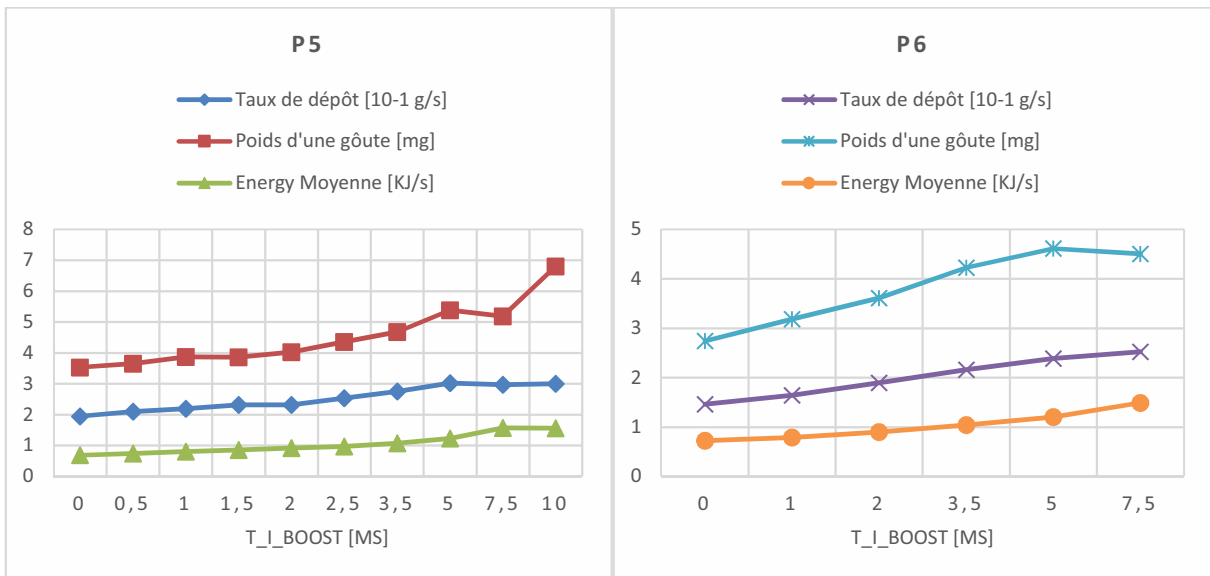 P5
Taux de dépôt [10-1 g/s]
Poids d'une gôute [mg]
Energy Moyenne [KJ/s]
8
7
6
5
4
3
2
1
0
0 0,5 1 1,5 2 2,5 3,5 5 7,5 10
T_I_BOOST [MS]
P6
Taux de dépôt [10-1 g/s]
Poids d'une gôute [mg]
Energy Moyenne [KJ/s]
5
4
3
2
1
0
0 1 2 3,5 5 7,5
T_I_BOOST [MS]